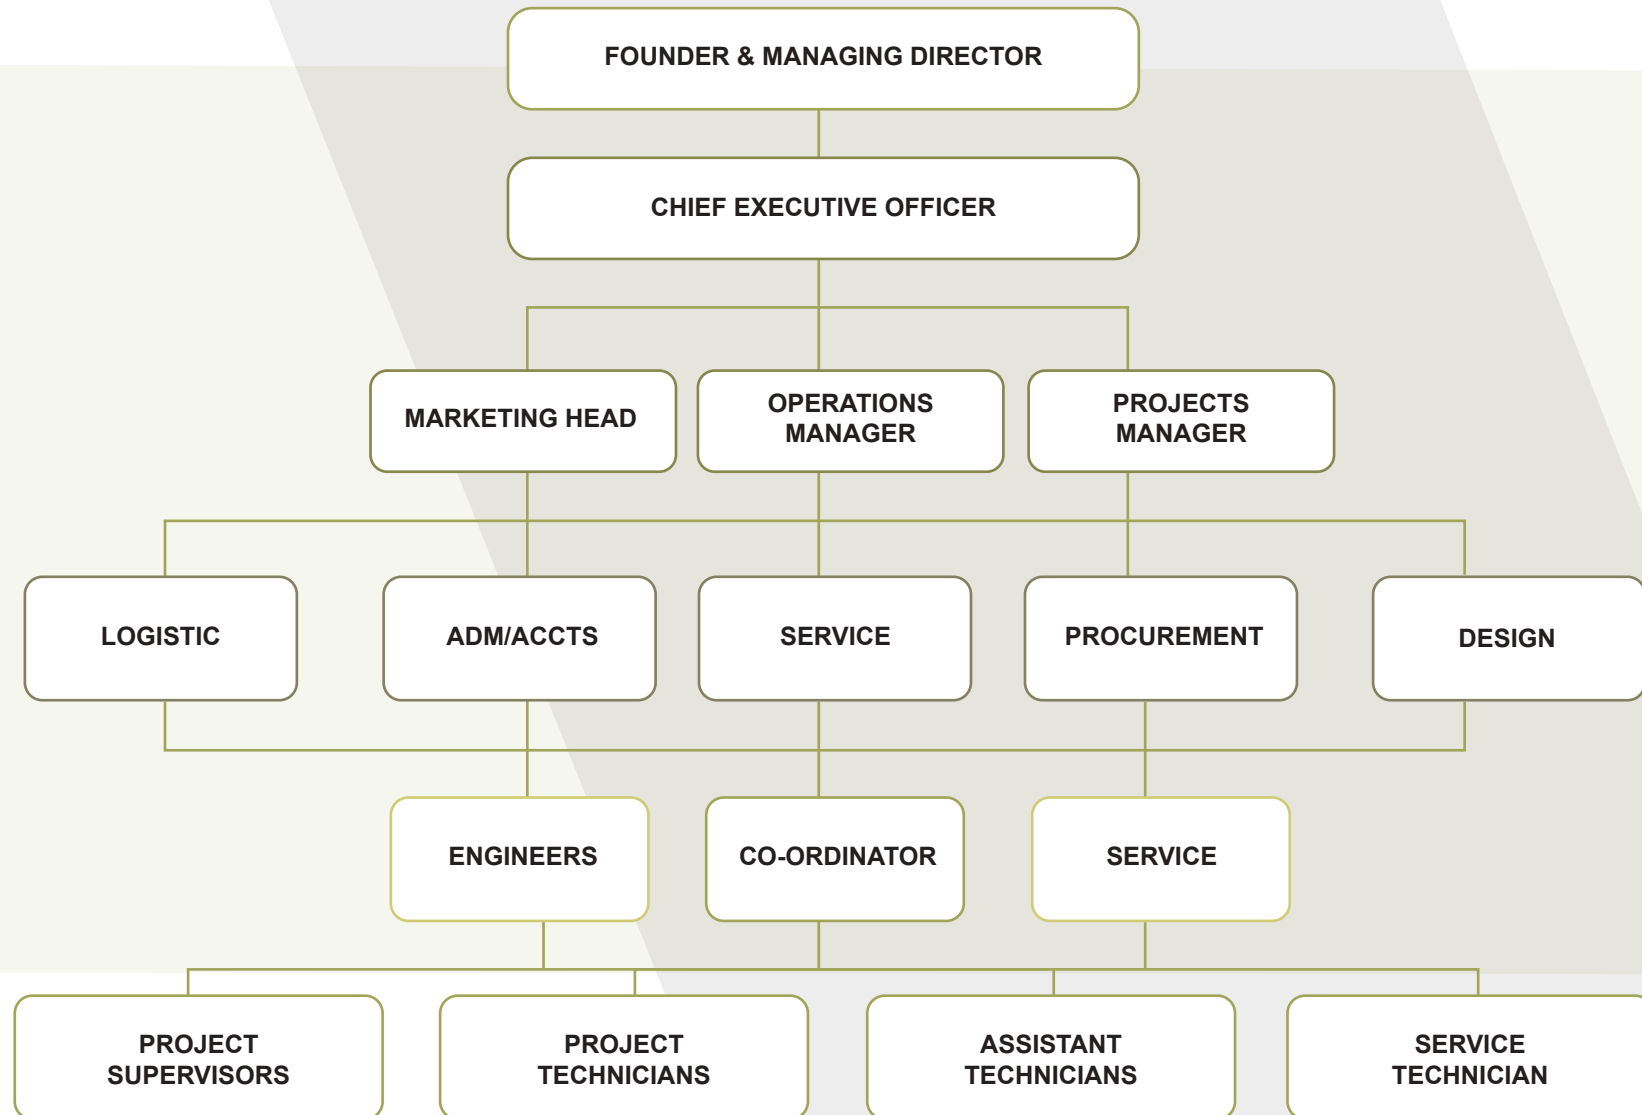 FOUNDER & MANAGING DIRECTOR
CHIEF EXECUTIVE OFFICER
MARKETING HEAD
OPERATIONS
MANAGER
PROJECTS
MANAGER
LOGISTIC
ADM/ACCTS
SERVICE
PROCUREMENT
DESIGN
ENGINEERS
CO-ORDINATOR
SERVICE
PROJECT
SUPERVISORS
PROJECT
TECHNICIANS
ASSISTANT
TECHNICIANS
SERVICE
TECHNICIAN